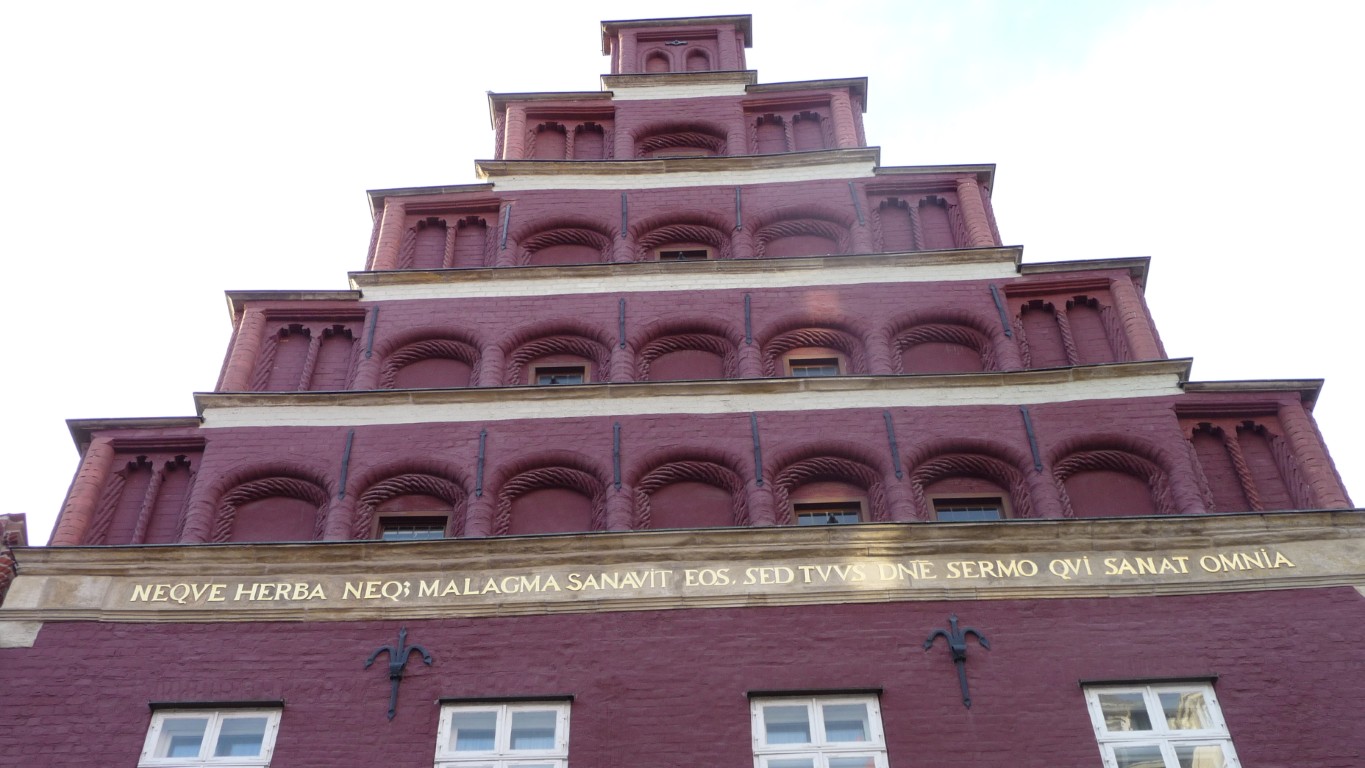 NEQVE HERBA NEQ; MALAGMA SANAVIT EOS. SED TVVS DNE SERMO QVI SANAT OMNIA